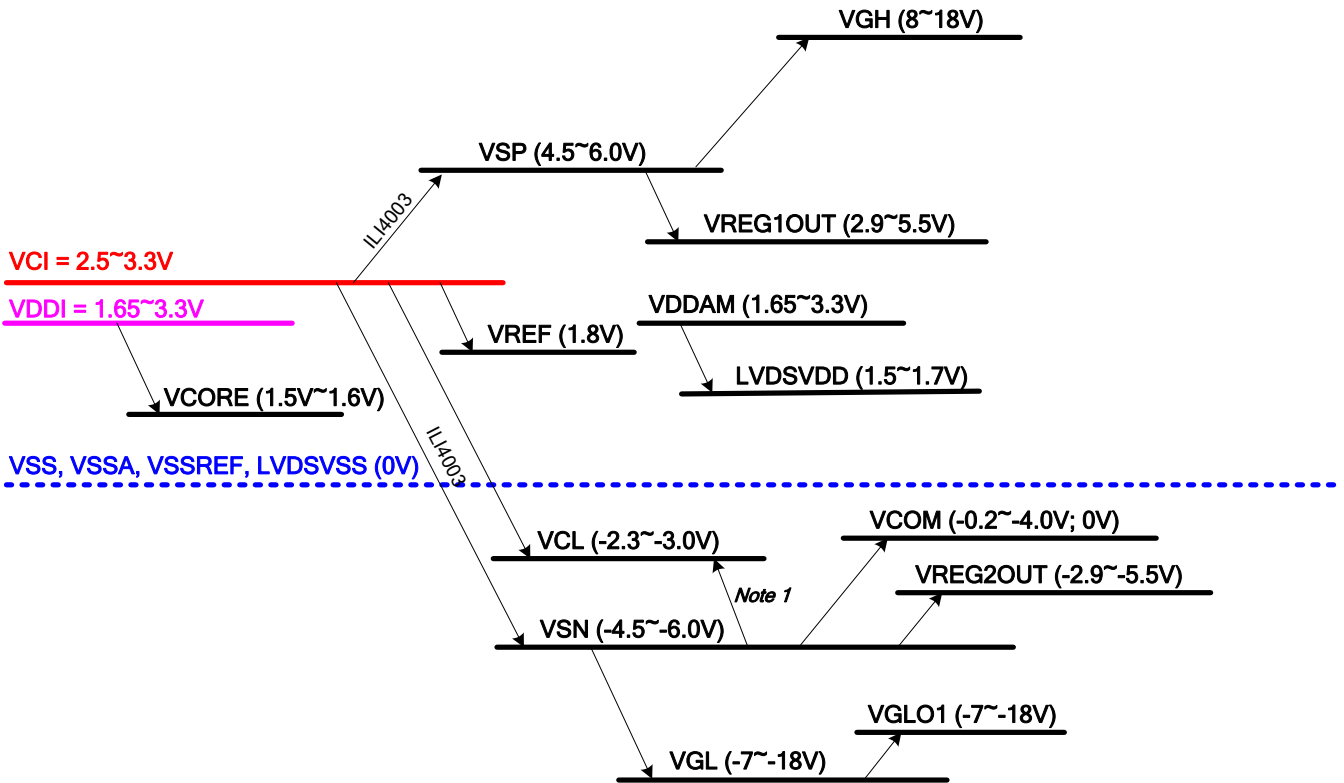 VGH (8~18V)
VSP (4.5~6.0V)
ILI4003
VREG1OUT (2.9~5.5V)
VCI = 2.5~3.3V
VDDI = 1.65~3.3V
VDDAM (1.65~3.3V)
VREF (1.8V)
LVDSVDD (1.5~1.7V)
VCORE (1.5V~1.6V)
ILI4003
VSS, VSSA, VSSREF, LVDSVSS (0V)
VCOM (-0.2~-4.0V; 0V)
VCL (-2.3~-3.0V)
VREG2OUT (-2.9~-5.5V)
Note 1
VSN (-4.5~-6.0V)
VGLO1 (-7~-18V)
VGL (-7~-18V)